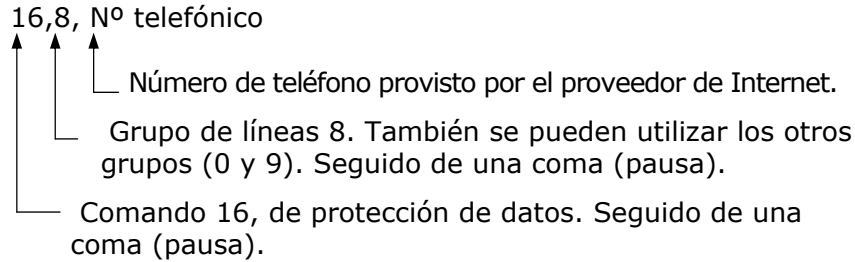 16,8, Nº telefónico
Número de teléfono provisto por el proveedor de Internet.
Grupo de líneas 8. También se pueden utilizar los otros
grupos (0 y 9). Seguido de una coma (pausa).
Comando 16, de protección de datos. Seguido de una
coma (pausa).